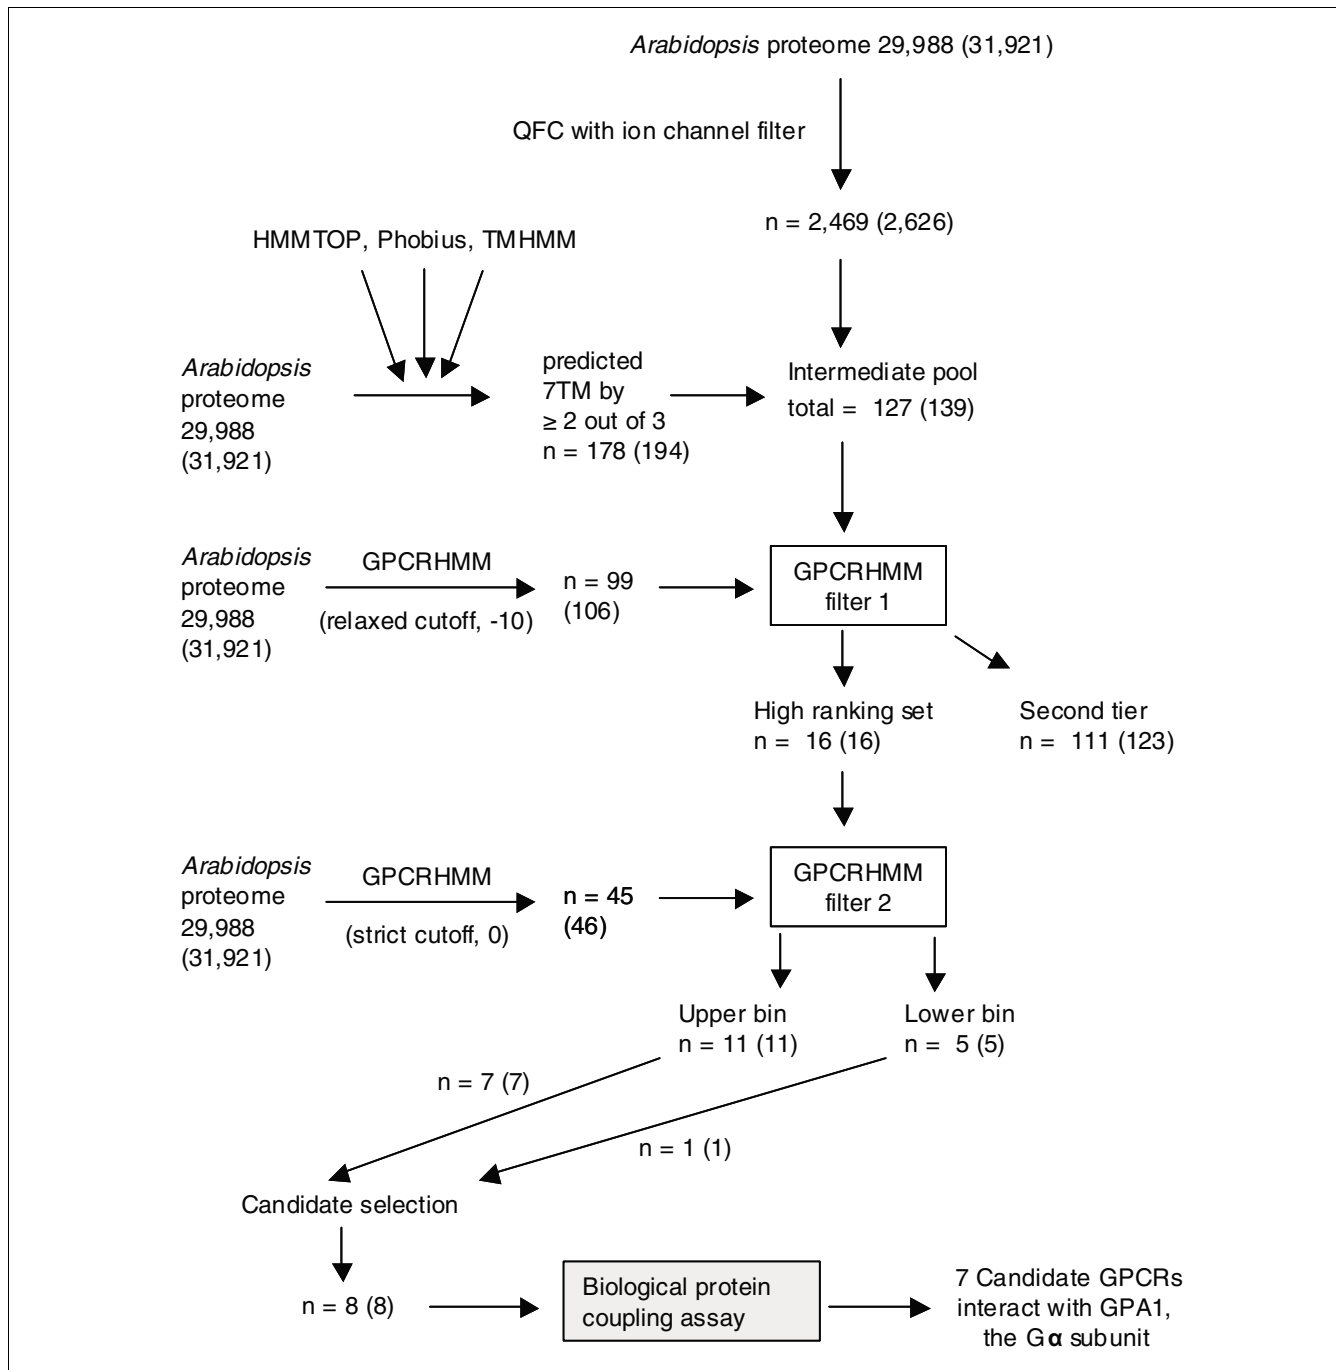 Arabidopsis proteome 29,988 (31,921)
QFC with ion channel filter
n = 2,469 (2,626)
HMMTOP, Phobius, TMHMM
Arabidopsis
proteome
29,988
(31,921)
predicted
7TM by
≥ 2 out of 3
n = 178 (194)
Intermediate pool
total = 127 (139)
Arabidopsis
proteome
29,988
(31,921)
GPCRHMM
(relaxed cutoff, -10)
n = 99
(106)
GPCRHMM
filter 1
High ranking set
n = 16 (16)
Second tier
n = 111 (123)
Arabidopsis
proteome
29,988
(31,921)
GPCRHMM
(strict cutoff, 0)
n = 45
(46)
GPCRHMM
filter 2
Upper bin
n = 11 (11)
Lower bin
n = 5 (5)
n = 7 (7)
n = 1 (1)
Candidate selection
n = 8 (8)
Biological protein
coupling assay
7 Candidate GPCRs
interact with GPA1,
the Gα subunit